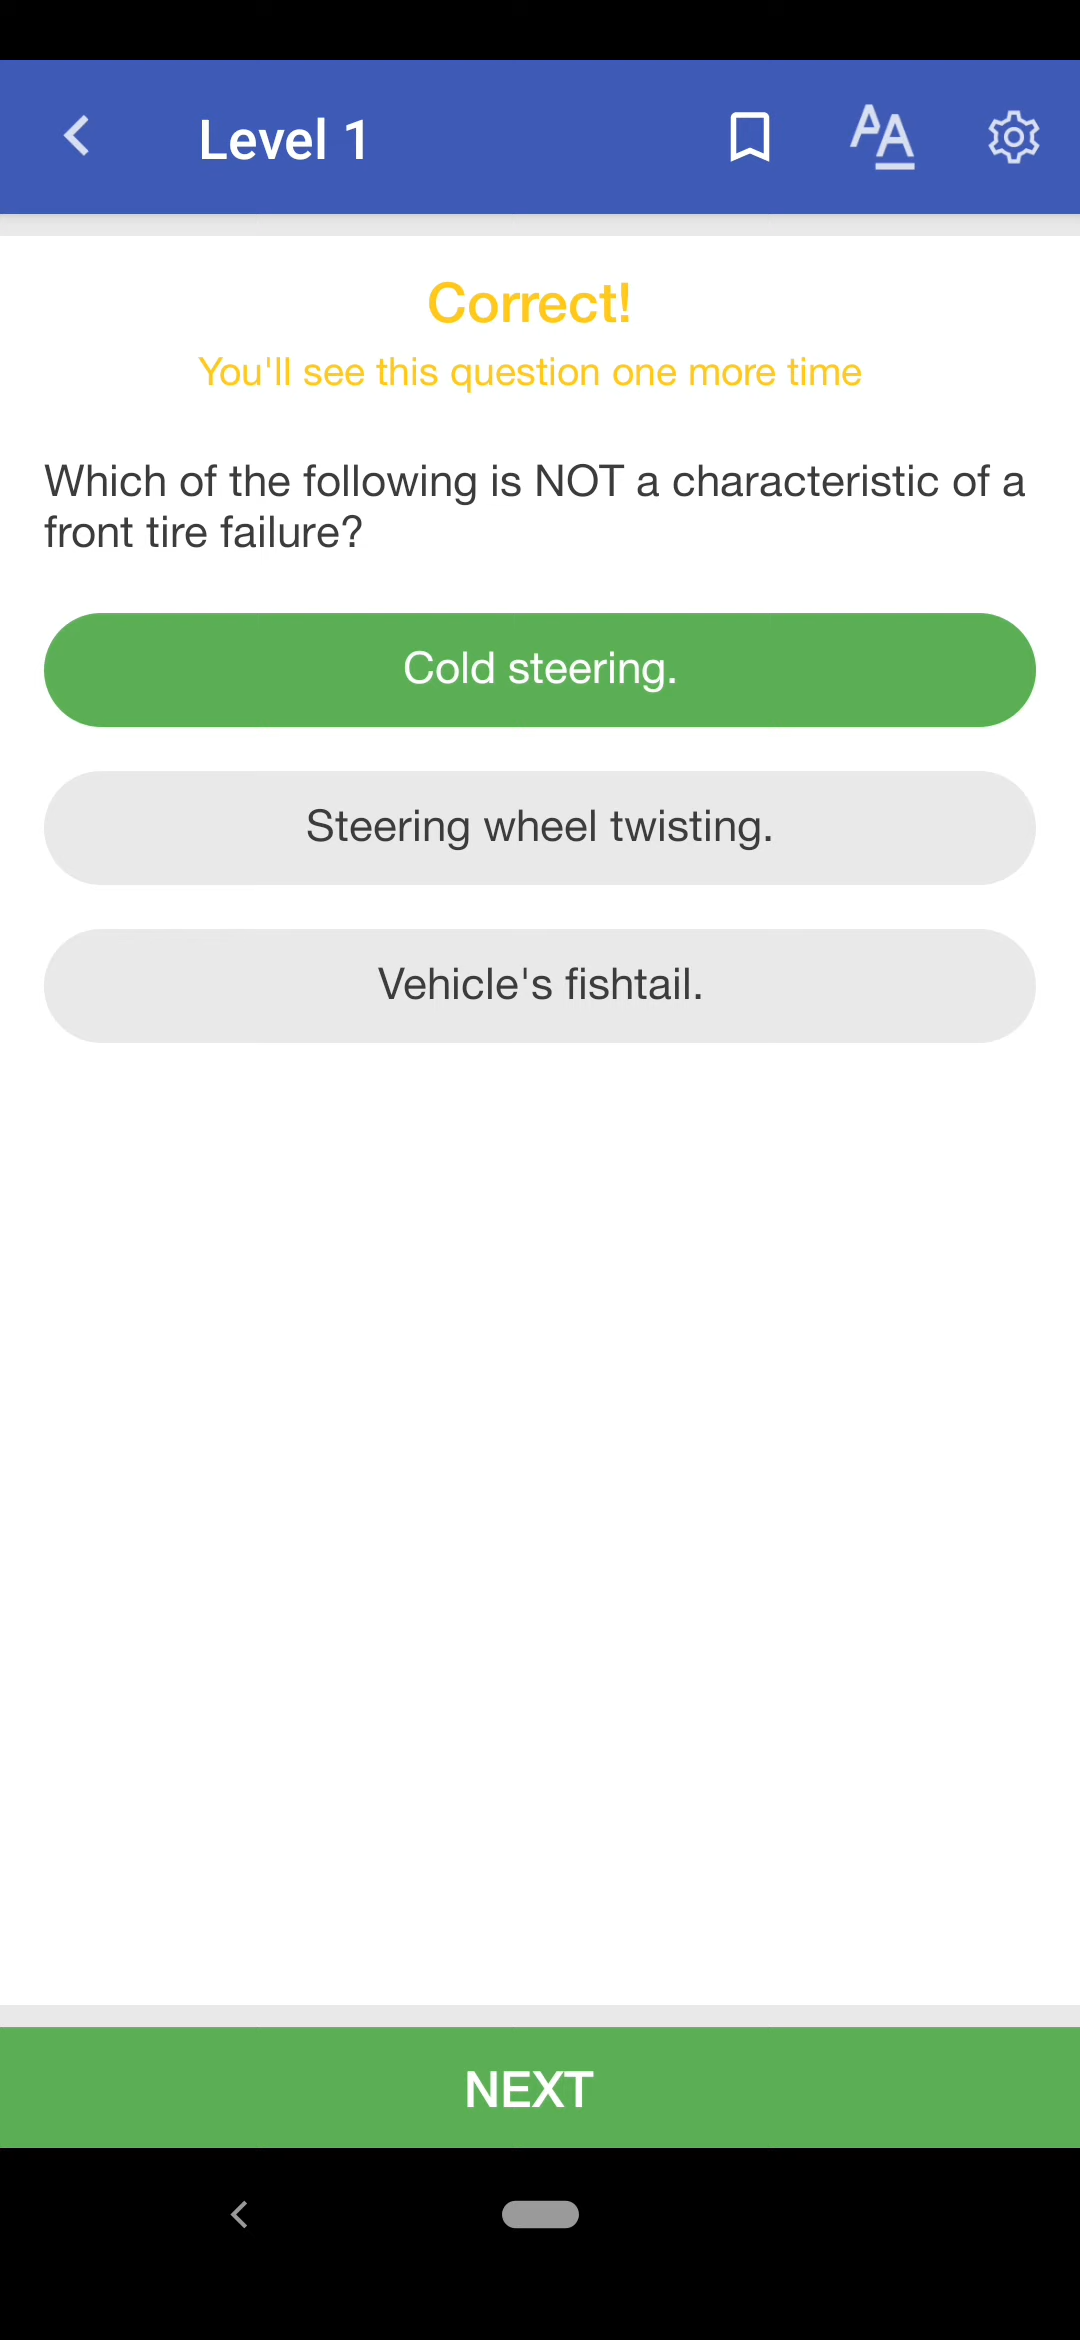 Level 1
Correct!
You'll see this question one more time
Which of the following is NOT a characteristic of a
front tire failure?
Cold steering.
Steering wheel twisting.
Vehicle's fishtail.
NEXT